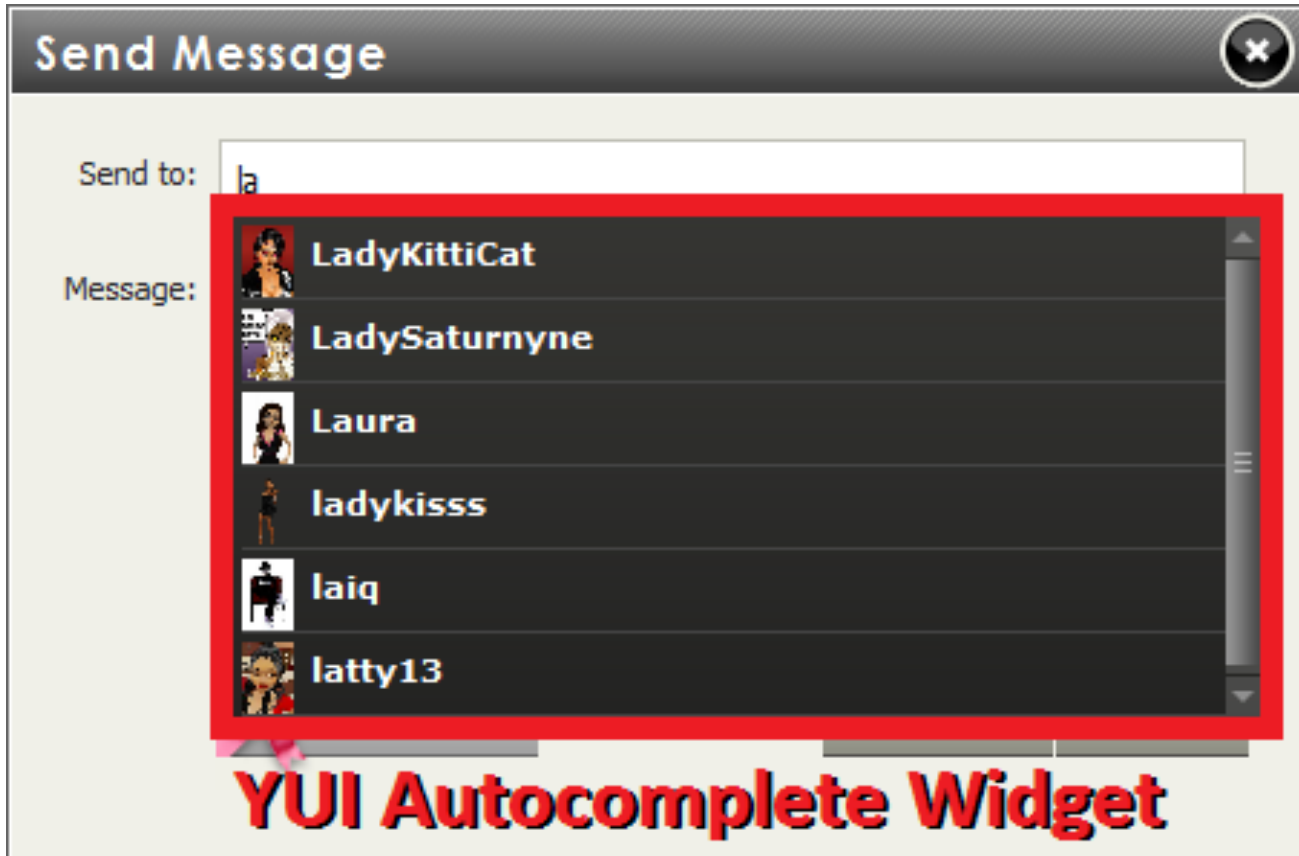 Send Message
Send to:
la
LadyKittiCat
Message:
LadySaturnyne
Laura
ladykisss
laiq
latty13
YUI Autocomplete Widget